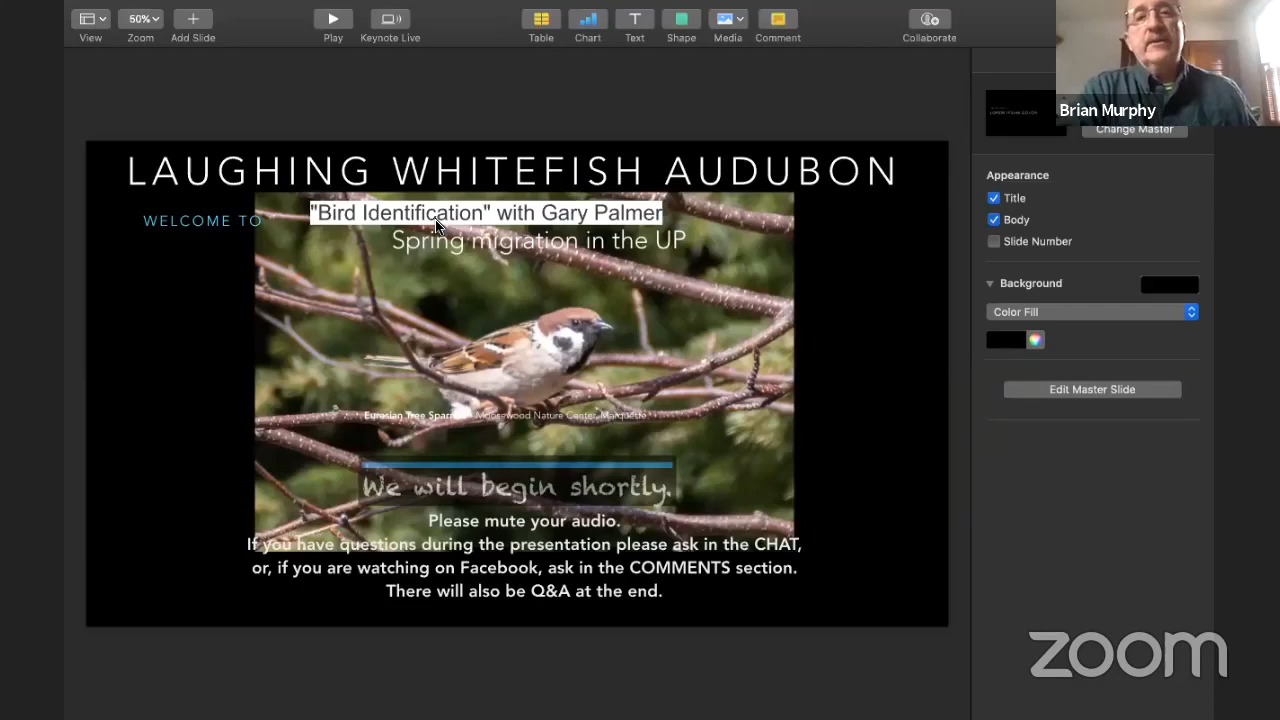 50%
View
Zoom
Add Slide
Play
Keynote Live
Table
Chart
Text
Shape
Media
Comment
Collaborate
Brian Murphy
Change Master
Appearance
Title
Body
Slide Number
Background
Color Fill
Edit Master Slide
LAUGHING WHITEFISH AUDUBON
WELCOME TO
"Bird Identification" with Gary Palmer
Spring migration in the UP
Eurasian Tree Moosewood Nature Center, Marquette
We will begin shortly.
Please mute your audio.
If you have questions during the presentation please ask in the CHAT,
or, if you are watching on Facebook, ask in the COMMENTS section.
There will also be Q&A at the end.
zoom